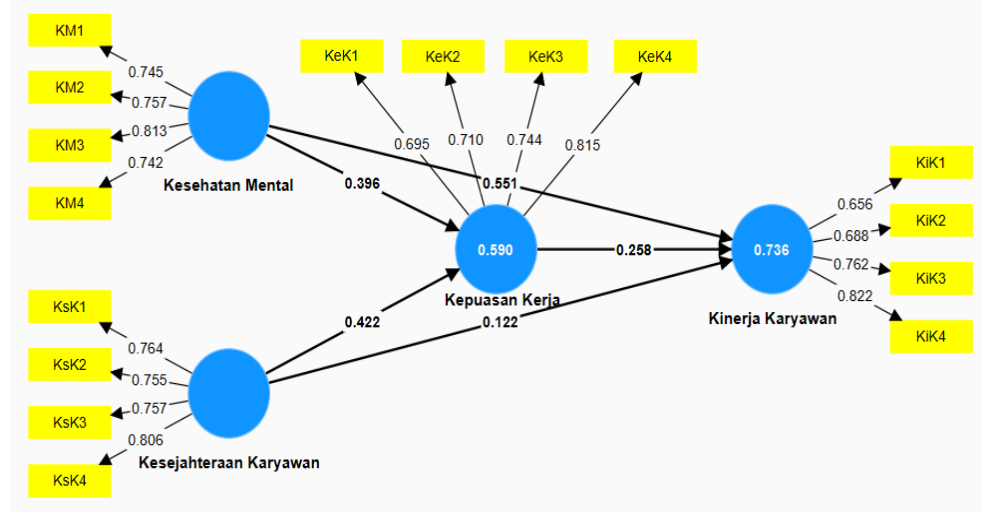 KM1
KM2
KM3
KM4
0.745
0.757
0.813
0.742
Kesehatan Mental
KeK1
KeK2
KeK3
KeK4
0.695
0.710
0.744
0.815
0.396
0.551
0.590
Kepuasan Kerja
0.258
0.422
0.122
0.736
Kinerja Karyawan
KiK1
KiK2
KiK3
KiK4
0.656
0.688
0.762
0.822
KsK1
KsK2
KsK3
KsK4
0.764
0.755
0.757
0.806
Kesejahteraan Karyawan